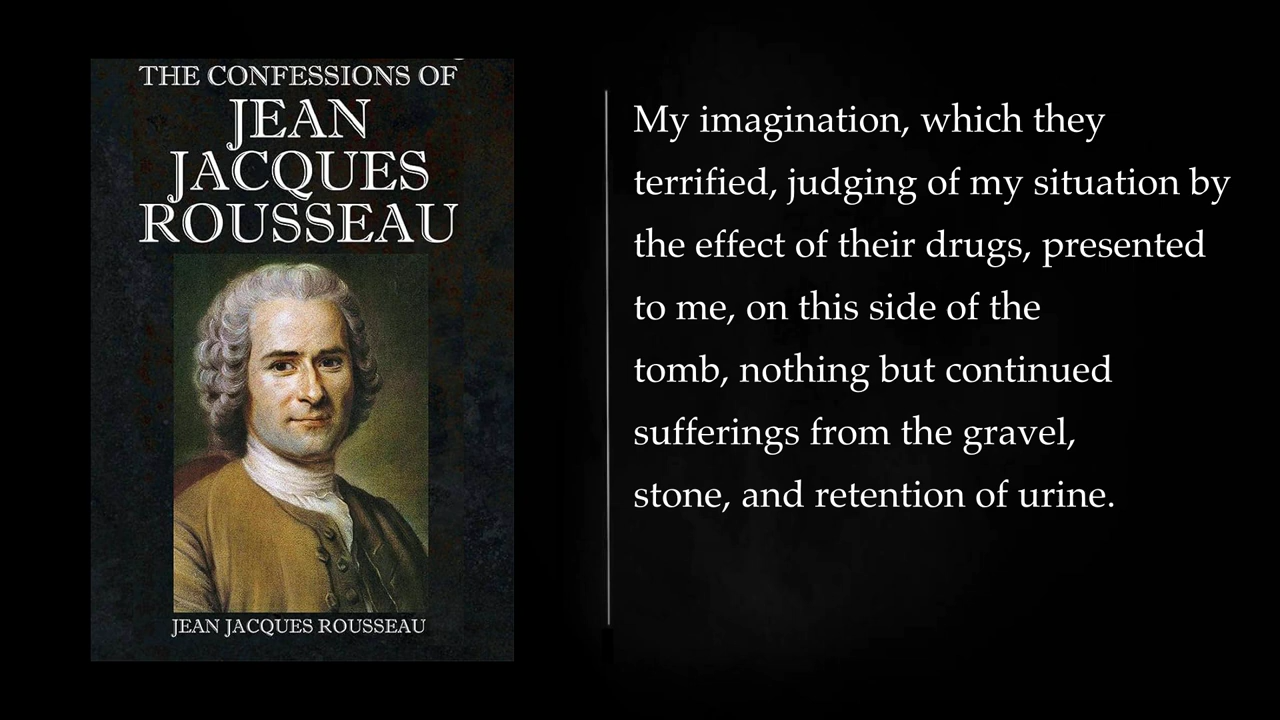 THE CONFESSIONS OF
JEAN
JACQUES
ROUSSEAU
JEAN JACQUES ROUSSEAU
My imagination, which they
terrified, judging of my situation by
the effect of their drugs, presented
to me, on this side of the
tomb, nothing but continued
sufferings from the gravel,
stone, and retention of urine.